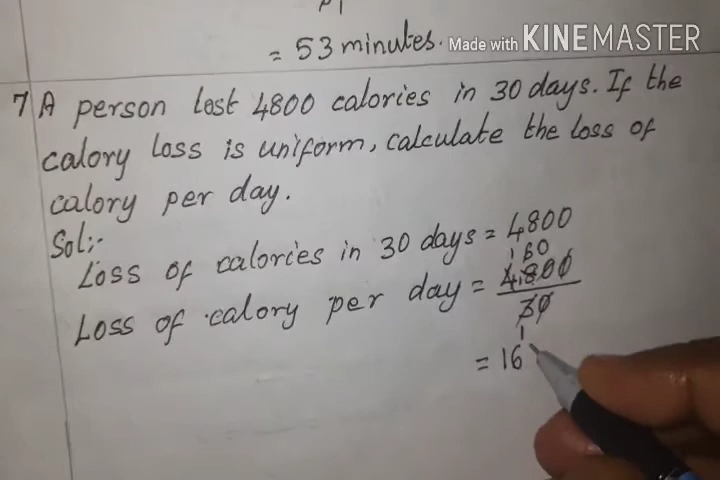 = 53 minutes.
Made with KINEMASTER
7 A person lost 4800 calories in 30 days. If the
calory loss is uniform, calculate the loss of
calory per day.
Sol:-
Loss of calories in 30 days = 4800
160
Loss of calory per day = 4800
30
1
= 16